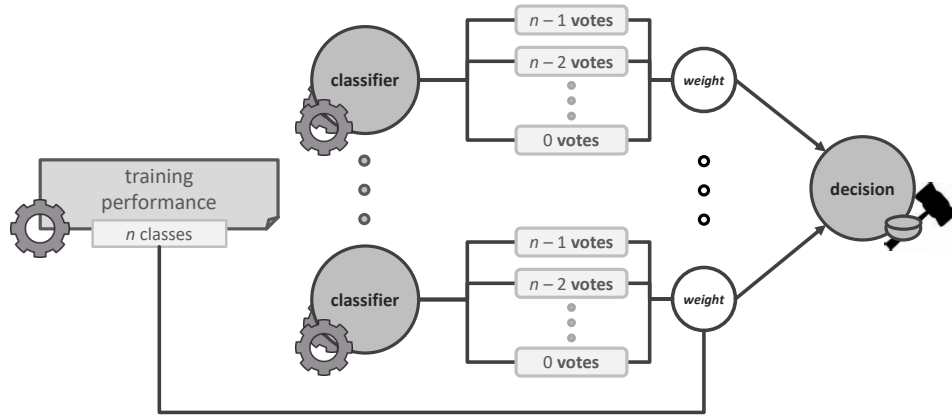 n – 1 votes
n – 2 votes
classifier
weight
0 votes
training
performance
n classes
decision
n – 1 votes
n – 2 votes
classifier
weight
0 votes